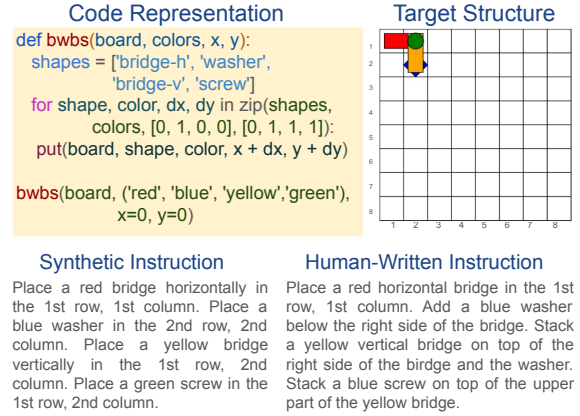 Code Representation
def bwbs(board, colors, x, y):
shapes = ['bridge-h', 'washer',
'bridge-v', 'screw']
for shape, color, dx, dy in zip(shapes,
colors, [0, 1, 0, 0], [0, 1, 1, 1]):
put(board, shape, color, x + dx, y + dy)
bwbs(board, ('red', 'blue', 'yellow','green'),
x=0, y=0)
Target Structure
1
2
3
4
5
6
7
8
1 2 3 4 5 6 7 8
Synthetic Instruction
Place a red bridge horizontally in
the 1st row, 1st column. Place a
blue washer in the 2nd row, 2nd
column. Place a yellow bridge
vertically in the 1st row, 2nd
column. Place a green screw in the
1st row, 2nd column.
Human-Written Instruction
Place a red horizontal bridge in the 1st
row, 1st column. Add a blue washer
below the right side of the bridge. Stack
a yellow vertical bridge on top of the
right side of the birdge and the washer.
Stack a blue screw on top of the upper
part of the yellow bridge.